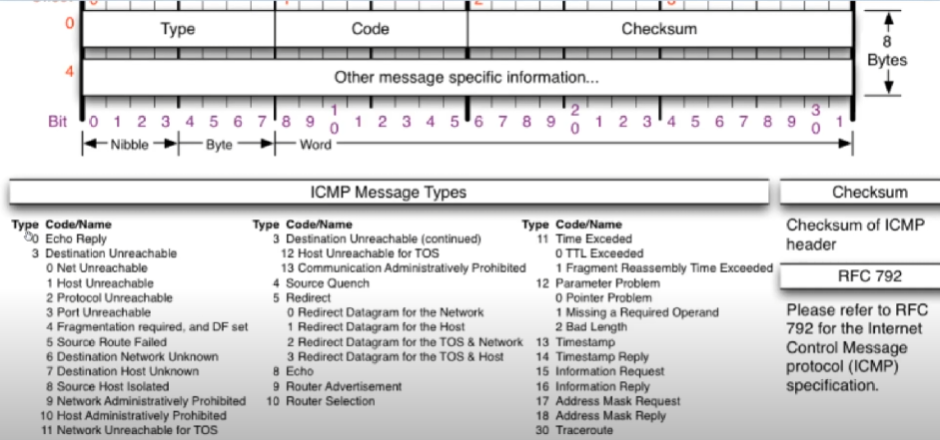 0
Type Code Checksum
8
Bytes
4
Other message specific information...
Bit 0 1 2 3 4 5 6 7 8 9 10 1 2 3 4 5 6 7 8 9 20 1 2 3 4 5 6 7 8 9 30 1
Nibble Byte Word
ICMP Message Types
Type Code/Name
0 Echo Reply
3 Destination Unreachable
0 Net Unreachable
1 Host Unreachable
2 Protocol Unreachable
3 Port Unreachable
4 Fragmentation required, and DF set
5 Source Route Failed
6 Destination Network Unknown
7 Destination Host Unknown
8 Source Host Isolated
9 Network Administratively Prohibited
10 Host Administratively Prohibited
11 Network Unreachable for TOS
Type Code/Name
3 Destination Unreachable (continued)
12 Host Unreachable for TOS
13 Communication Administratively Prohibited
4 Source Quench
5 Redirect
0 Redirect Datagram for the Network
1 Redirect Datagram for the Host
2 Redirect Datagram for the TOS & Network
3 Redirect Datagram for the TOS & Host
8 Echo
9 Router Advertisement
10 Router Selection
Type Code/Name
11 Time Exceded
0 TTL Exceeded
1 Fragment Reassembly Time Exceeded
12 Parameter Problem
0 Pointer Problem
1 Missing a Required Operand
2 Bad Length
13 Timestamp
14 Timestamp Reply
15 Information Request
16 Information Reply
17 Address Mask Request
18 Address Mask Reply
30 Traceroute
Checksum
Checksum of ICMP
header
RFC 792
Please refer to RFC
792 for the Internet
Control Message
protocol (ICMP)
specification.